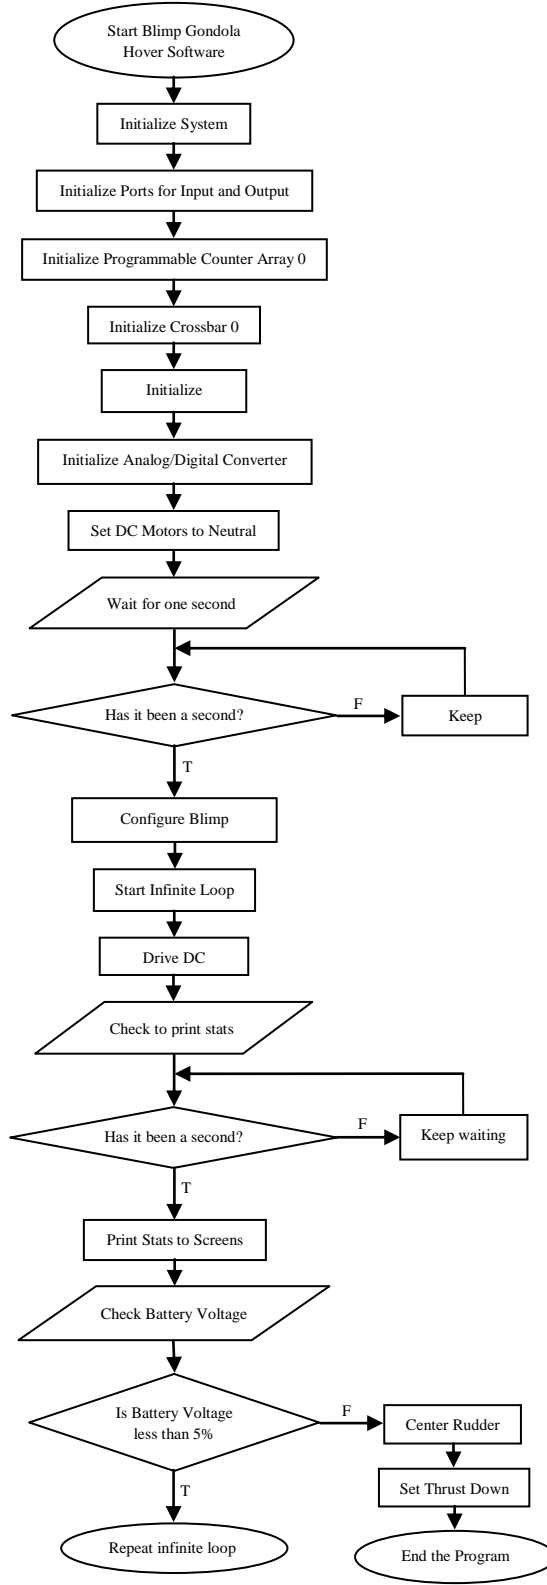 Start Blimp Gondola
Hover Software
Initialize System
Initialize Ports for Input and Output
Initialize Programmable Counter Array 0
Initialize Crossbar 0
Initialize
Initialize Analog/Digital Converter
Set DC Motors to Neutral
Wait for one second
Has it been a second?
F
Keep
T
Configure Blimp
Start Infinite Loop
Drive DC
Check to print stats
Has it been a second?
F
Keep waiting
T
Print Stats to Screens
Check Battery Voltage
Is Battery Voltage
less than 5%
F
Center Rudder
Set Thrust Down
End the Program
T
Repeat infinite loop